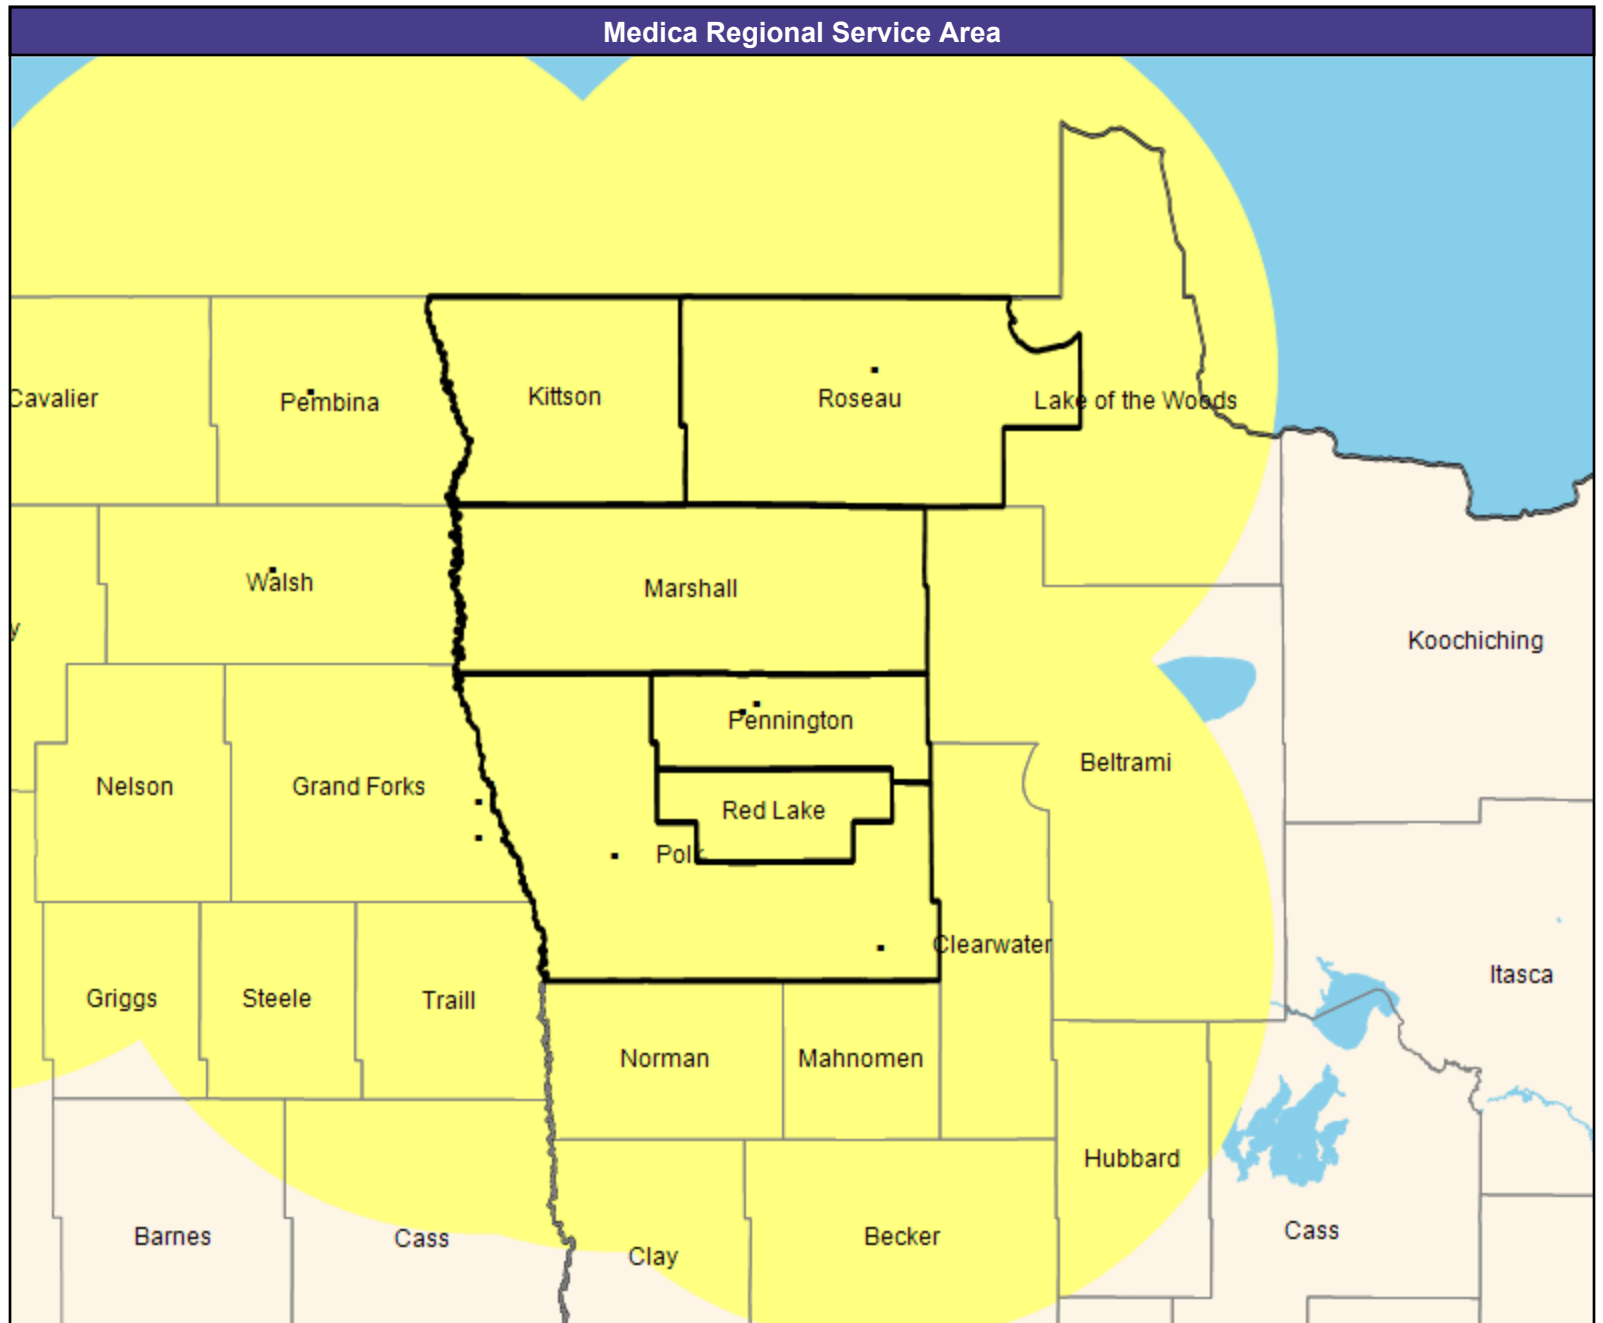 Medica Regional Service Area
Cavalier
Pembina
Kittson
Roseau
Lake of the Woods
Walsh
Marshall
y
Koochiching
Pennington
Beltrami
Nelson
Grand Forks
Red Lake
Polk
Clearwater
Itasca
Griggs
Steele
Traill
Norman
Mahnomen
Hubbard
Barnes
Cass
Clay
Becker
Cass